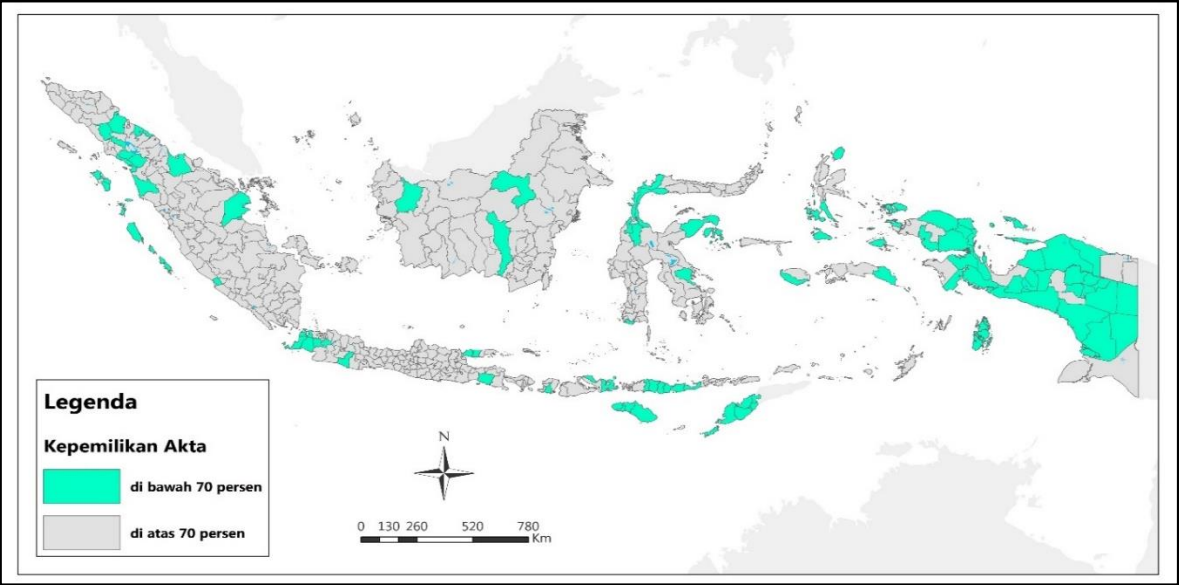 Legenda
Kepemilikan Akta
di bawah 70 persen
di atas 70 persen
N
0 130 260 520 780
Km